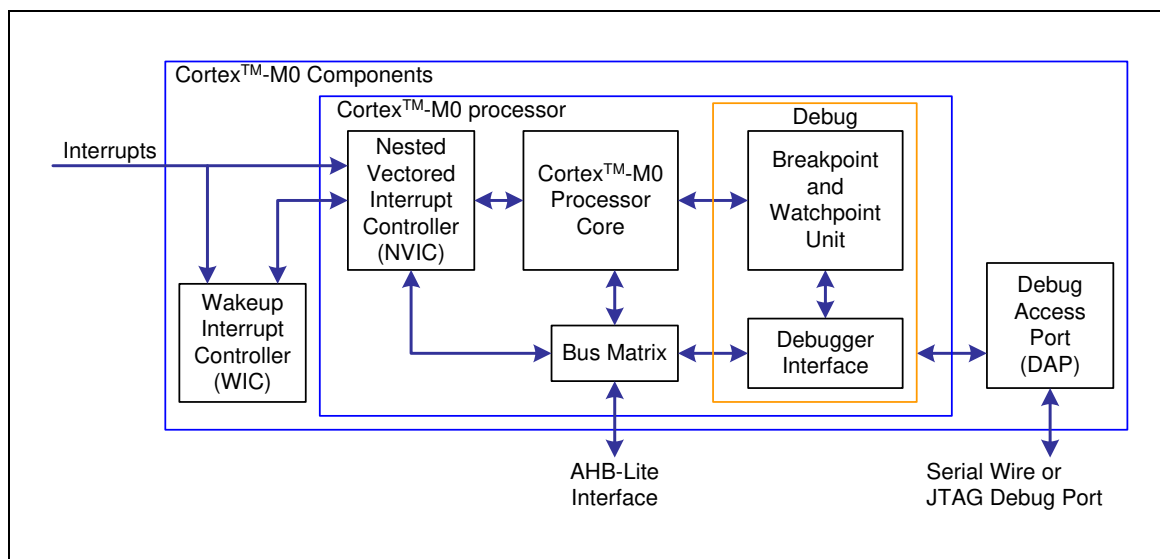 Cortex™-M0 Components
Cortex™-M0 processor
Debug
Interrupts
Nested
Vectored
Interrupt
Controller
(NVIC)
Cortex™-M0
Processor
Core
Breakpoint
and
Watchpoint
Unit
Wakeup
Interrupt
Controller
(WIC)
Bus Matrix
Debugger
Interface
Debug
Access
Port
(DAP)
AHB-Lite
Interface
Serial Wire or
JTAG Debug Port